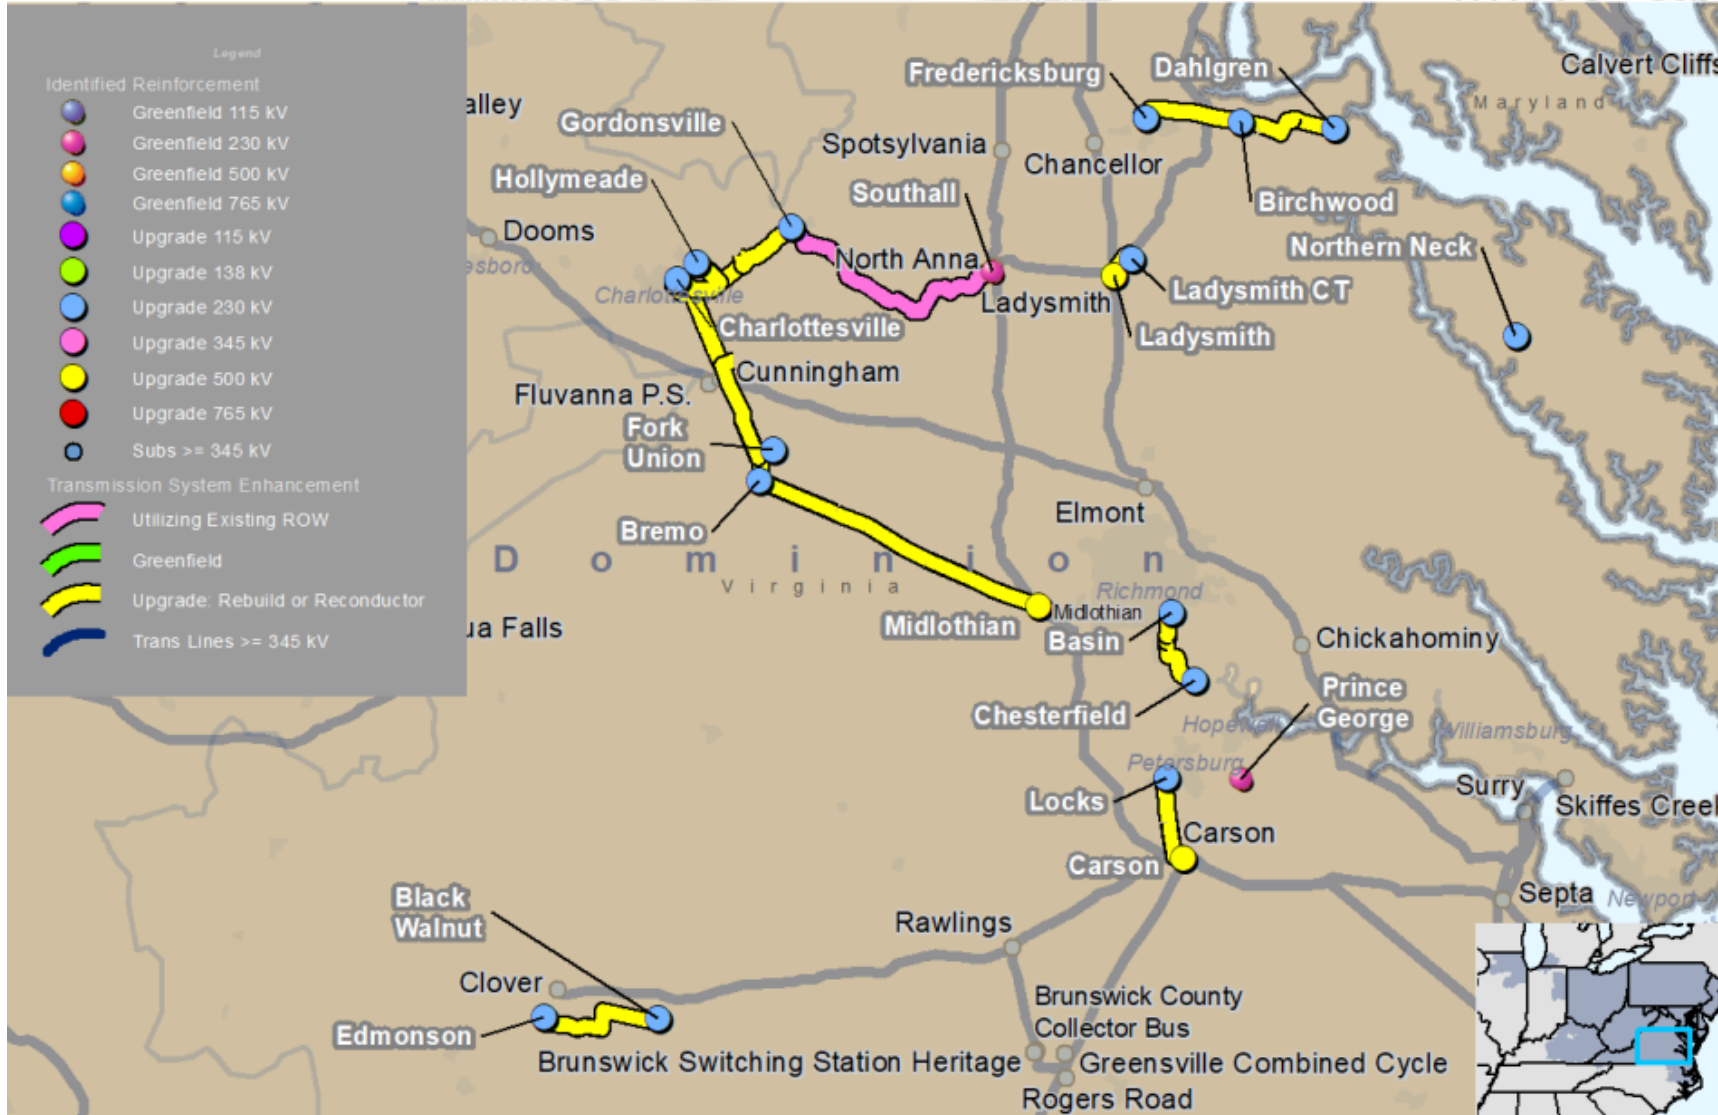 Legend
Identified Reinforcement
Greenfield 115 kV
Greenfield 230 kV
Greenfield 500 kV
Greenfield 765 kV
Upgrade 115 kV
Upgrade 138 kV
Upgrade 230 kV
Upgrade 345 kV
Upgrade 500 kV
Upgrade 765 kV
Subs >= 345 kV
Transmission System Enhancement
Utilizing Existing ROW
Greenfield
Upgrade: Rebuild or Reconductor
Trans Lines >= 345 kV
alley
Fredericksburg
Dahlgren
Calvert Cliffs
Maryland
Gordonsville
Spotsylvania
Chancellor
Hollymeade
Southall
Birchwood
Dooms
esboro
North Anna
Northern Neck
Charlottesville
Ladysmith
Ladysmith CT
Charlottesville
Ladysmith
Cunningham
Fluvanna P.S.
Fork
Union
Elmont
Bremo
Dominion
Virginia
Richmond
Midlothian
Midlothian
Basin
ua Falls
Chickahominy
Prince
George
Chesterfield
Hopewell
Williamsburg
Petersburg
Locks
Surry
Skiffes Creek
Carson
Carson
Black
Walnut
Septa
Newport
Rawlings
Clover
Edmonson
Brunswick County
Collector Bus
Brunswick Switching Station Heritage
Greensville Combined Cycle
Rogers Road